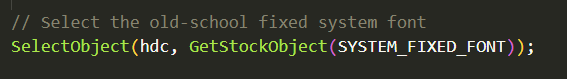 // Select the old-school fixed system font
SelectObject(hdc, GetStockObject(SYSTEM_FIXED_FONT));